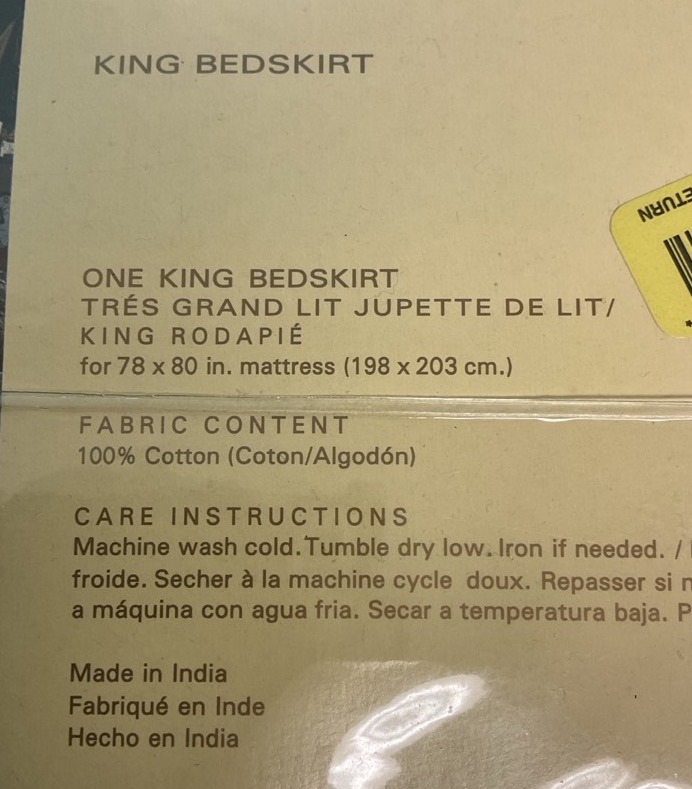 KING BEDSKIRT
ETURN
ONE KING BEDSKIRT
TRÉS GRAND LIT JUPETTE DE LIT/
KING RODAPIÉ
for 78 x 80 in. mattress (198 x 203 cm.)
FABRIC CONTENT
100% Cotton (Coton/Algodón)
CARE INSTRUCTIONS
Machine wash cold. Tumble dry low. Iron if needed. /
froide. Secher à la machine cycle doux. Repasser si n
a máquina con agua fria. Secar a temperatura baja. P
Made in India
Fabriqué en Inde
Hecho en India